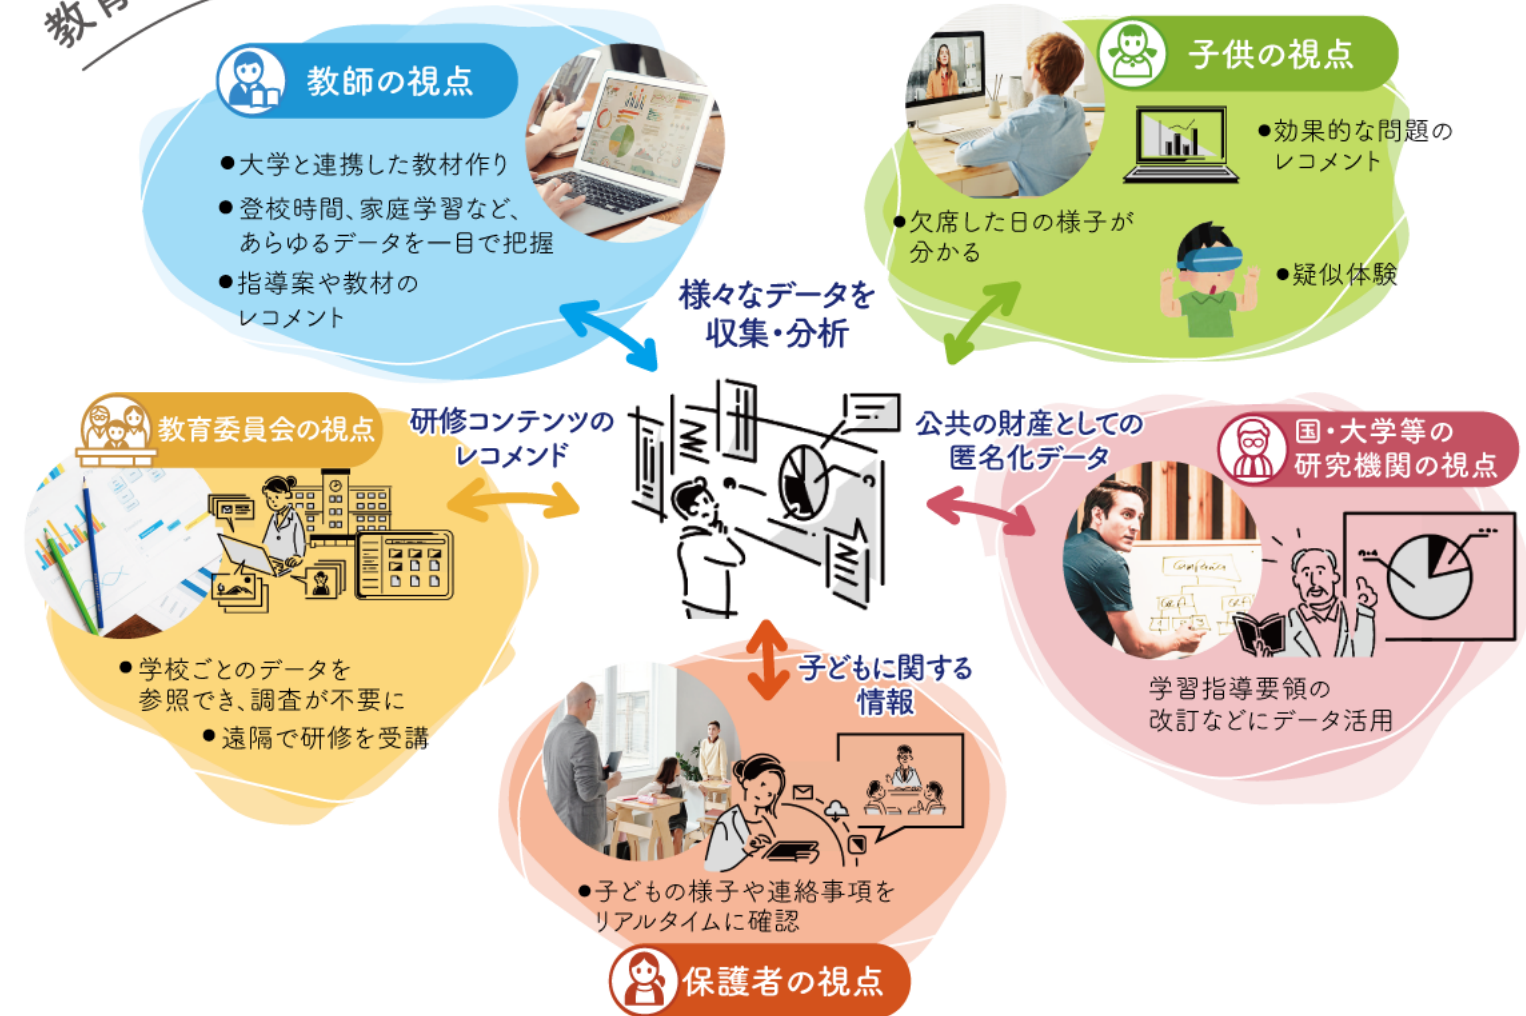 教育
教師の視点
●大学と連携した教材作り
●登校時間、家庭学習など、
あらゆるデータを一目で把握
●指導案や教材の
レコメント
子供の視点
●効果的な問題の
レコメント
●欠席した日の様子が
分かる
●疑似体験
様々なデータを
収集・分析
教育委員会の視点
研修コンテンツの
レコメンド
●学校ごとのデータを
参照でき、調査が不要に
●遠隔で研修を受講
公共の財産としての
匿名化データ
国・大学等の
研究機関の視点
Conference
学習指導要領の
改訂などにデータ活用
子どもに関する
情報
●子どもの様子や連絡事項を
リアルタイムに確認
保護者の視点